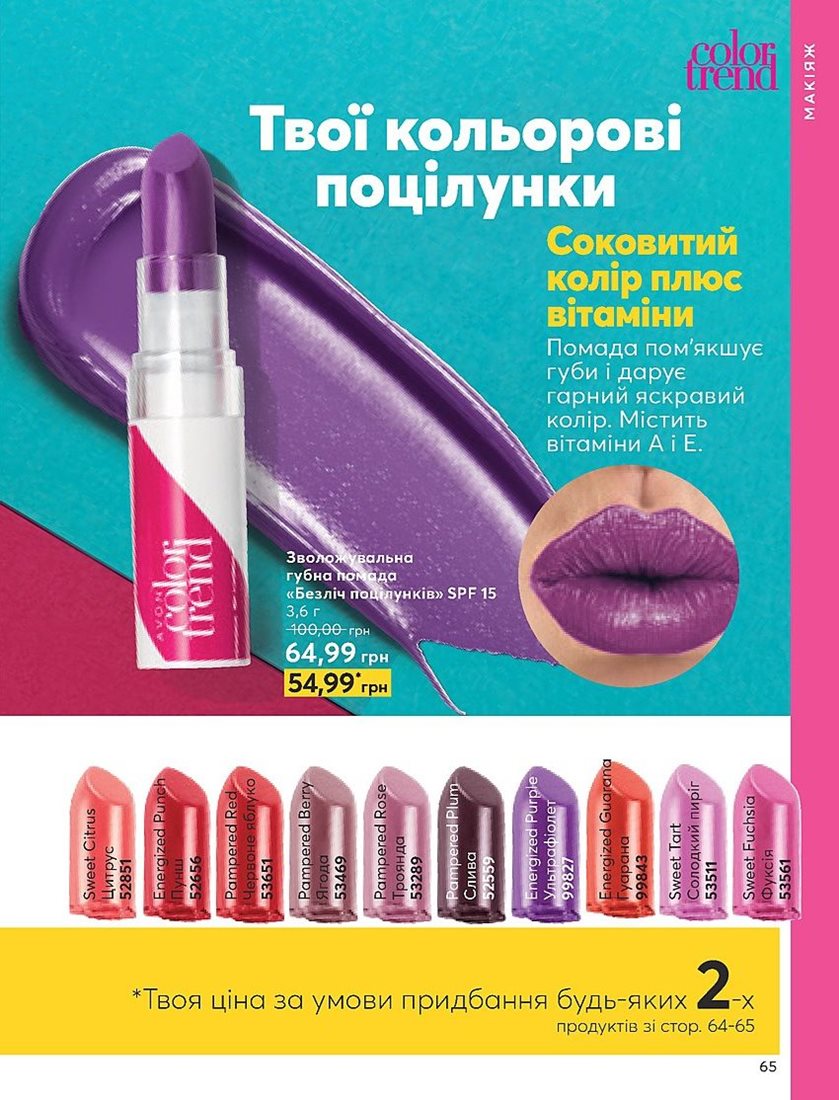 color
trend
МАКІЯЖ
Твої кольорові
поцілунки
Соковитий
колір плюс
вітаміни
Помада пом’якшує
губи і дарує
гарний яскравий
колір. Містить
вітаміни А і Е.
AVON
color
trend
Зволожувальна
губна помада
«Безліч поцілунків» SPF 15
3,6 г
100,00 грн
64,99 грн
54,99* грн
Sweet Citrus
Цитрус
52851
Energized Punch
Пунш
52656
Pampered Red
Червоне яблуко
53651
Pampered Berry
Ягода
53469
Pampered Rose
Троянда
53289
Pampered Plum
Слива
52559
Energized Purple
Ультрафіолет
99827
Energized Guarana
Гуарана
99843
Sweet Tart
Солодкий пиріг
53511
Sweet Fuchsia
Фуксія
53561
*Твоя ціна за умови придбання будь-яких 2-х
продуктів зі стор. 64-65
65